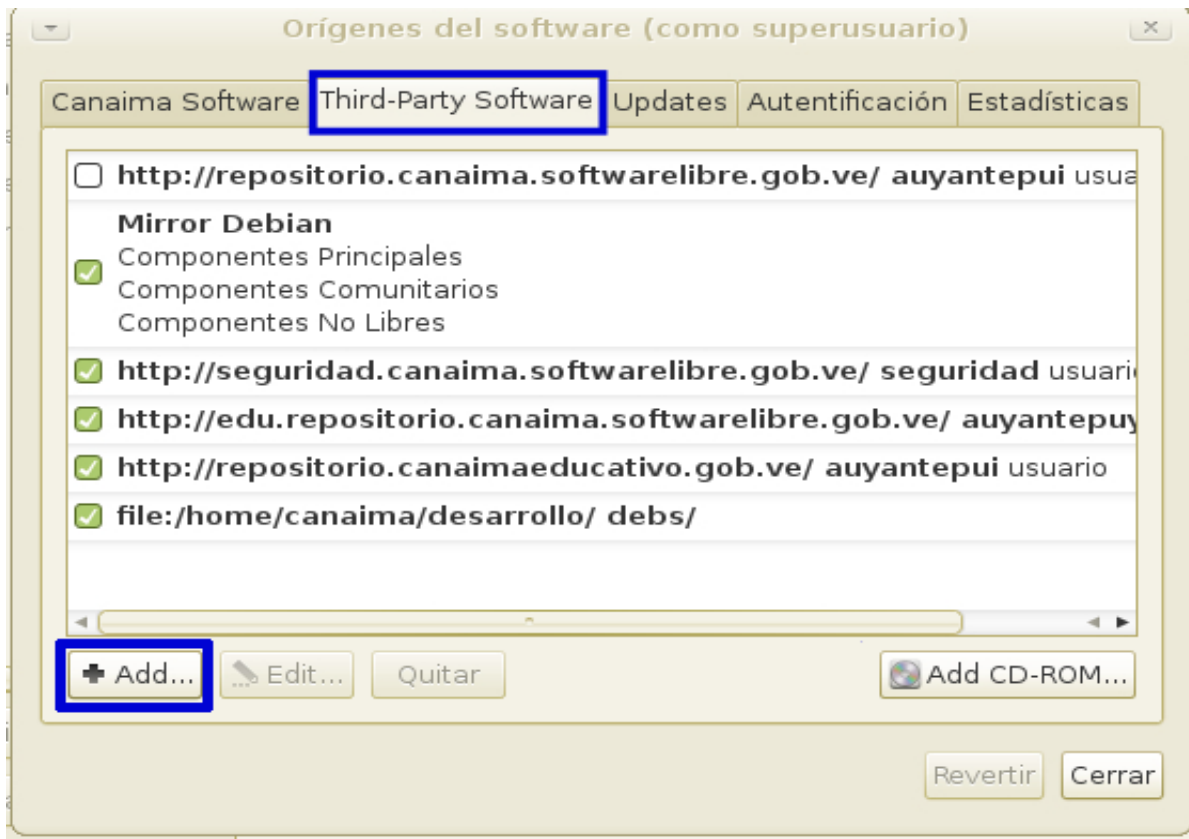 Orígenes del software (como superusuario)
Canaima Software Third-Party Software Updates Autentificación Estadísticas
http://repositorio.canaima.softwarelibre.gob.ve/ auyantepui usua
Mirror Debian
Componentes Principales
Componentes Comunitarios
Componentes No Libres
http://seguridad.canaima.softwarelibre.gob.ve/ seguridad usuari
http://edu.repositorio.canaima.softwarelibre.gob.ve/ auyantepuy
http://repositorio.canaimaeducativo.gob.ve/ auyantepui usuario
file:/home/canaima/desarrollo/ debs/
Add... Edit... Quitar Add CD-ROM...
Revertir Cerrar